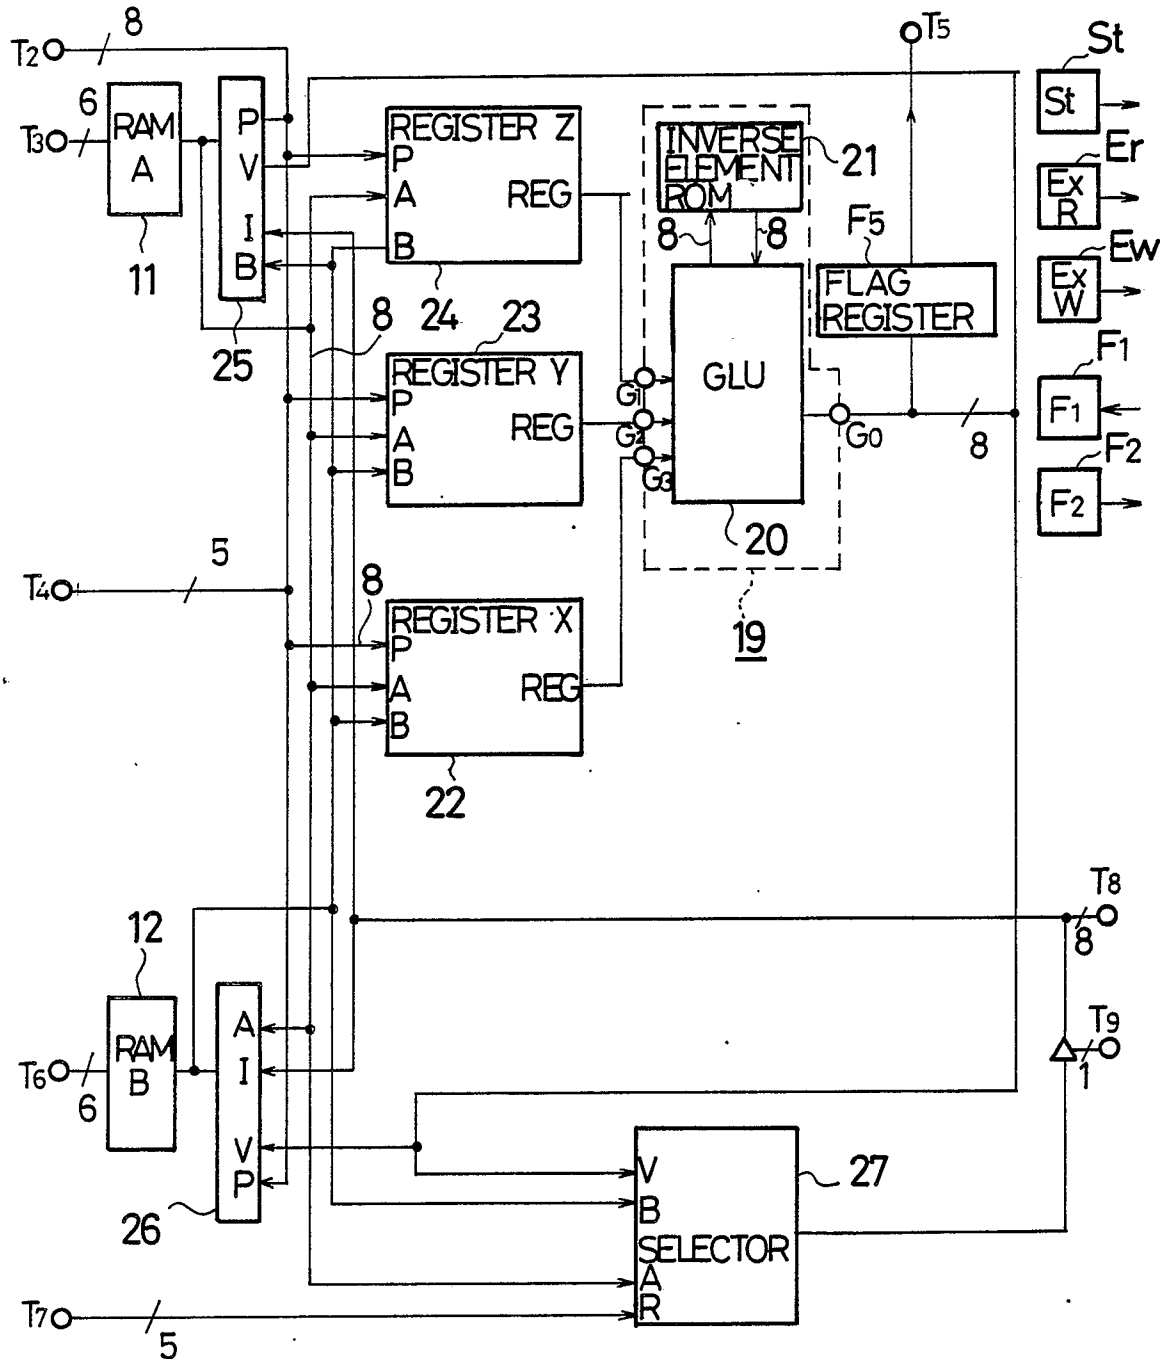 8
T2
T5
St
6
T3
RAM
A
11
P
V
I
B
25
REGISTER Z
P
A
REG
B
24
INVERSE
ELEMENT
ROM
21
8
8
F5
FLAG
REGISTER
St
Er
Ex
R
Ew
Ex
W
F1
F1
F2
F2
8
23
REGISTER Y
P
A
REG
B
G1
G2
G3
GLU
G0
8
20
19
T4
5
8
REGISTER X
P
A
REG
B
22
12
RAM
B
T6
6
A
I
V
P
26
T8
8
T9
1
V
B
SELECTOR
A
R
27
T7
5